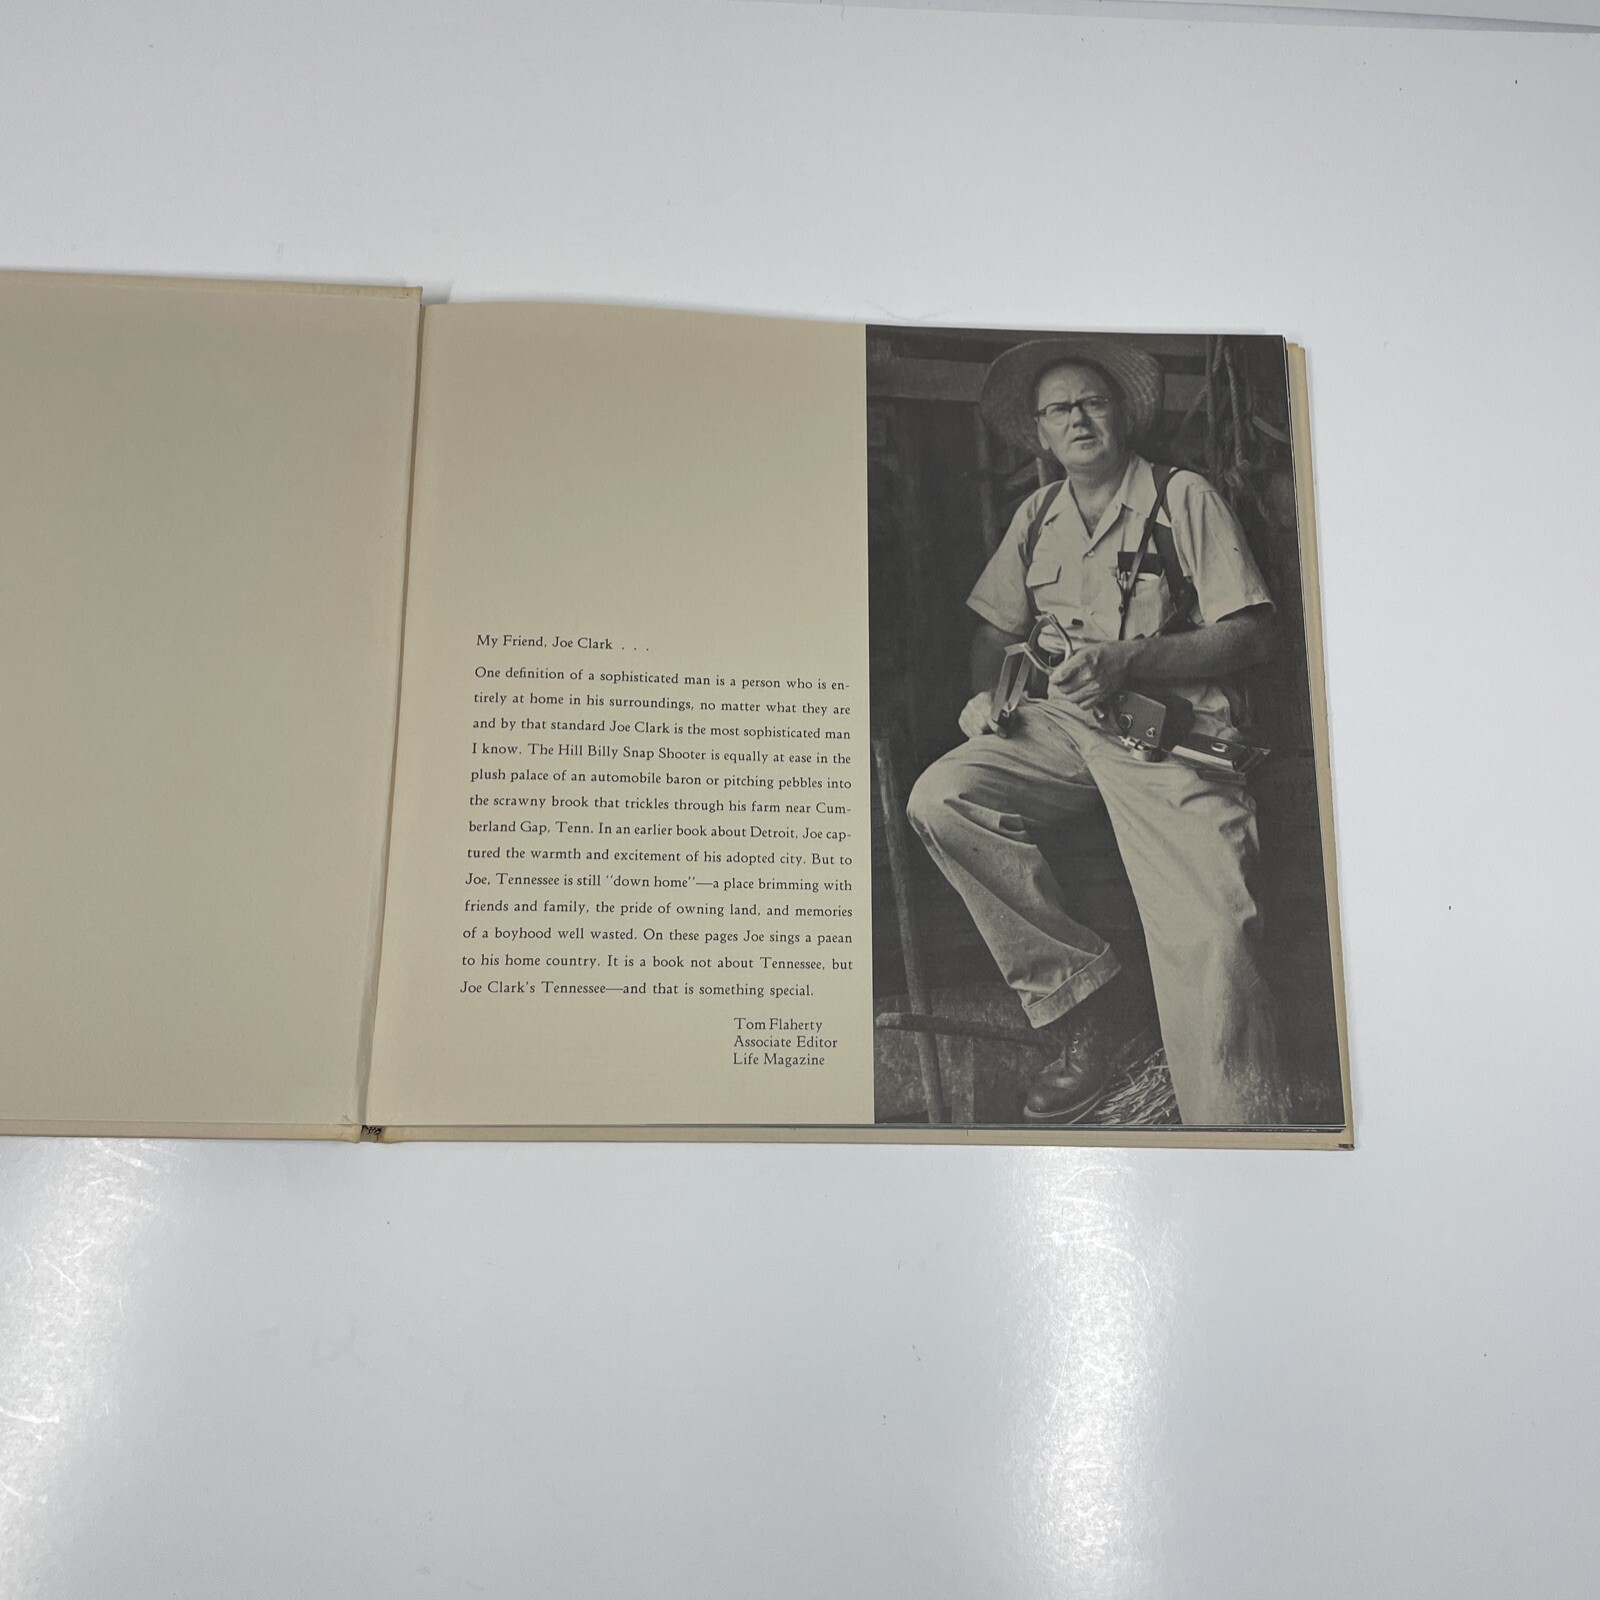 My Friend, Joe Clark . . .
One definition of a sophisticated man is a person who is en-
tirely at home in his surroundings, no matter what they are
and by that standard Joe Clark is the most sophisticated man
I know. The Hill Billy Snap Shooter is equally at ease in the
plush palace of an automobile baron or pitching pebbles into
the scrawny brook that trickles through his farm near Cum-
berland Gap, Tenn. In an earlier book about Detroit, Joe cap-
tured the warmth and excitement of his adopted city. But to
Joe, Tennessee is still "down home"—a place brimming with
friends and family, the pride of owning land, and memories
of a boyhood well wasted. On these pages Joe sings a paean
to his home country. It is a book not about Tennessee, but
Joe Clark's Tennessee—and that is something special.
Tom Flaherty
Associate Editor
Life Magazine